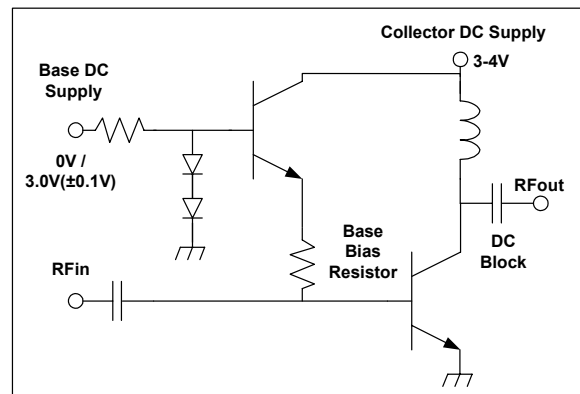 Collector DC Supply
3-4V
Base DC
Supply
0V /
3.0V(±0.1V)
RFout
DC
Block
Base
Bias
Resistor
RFin